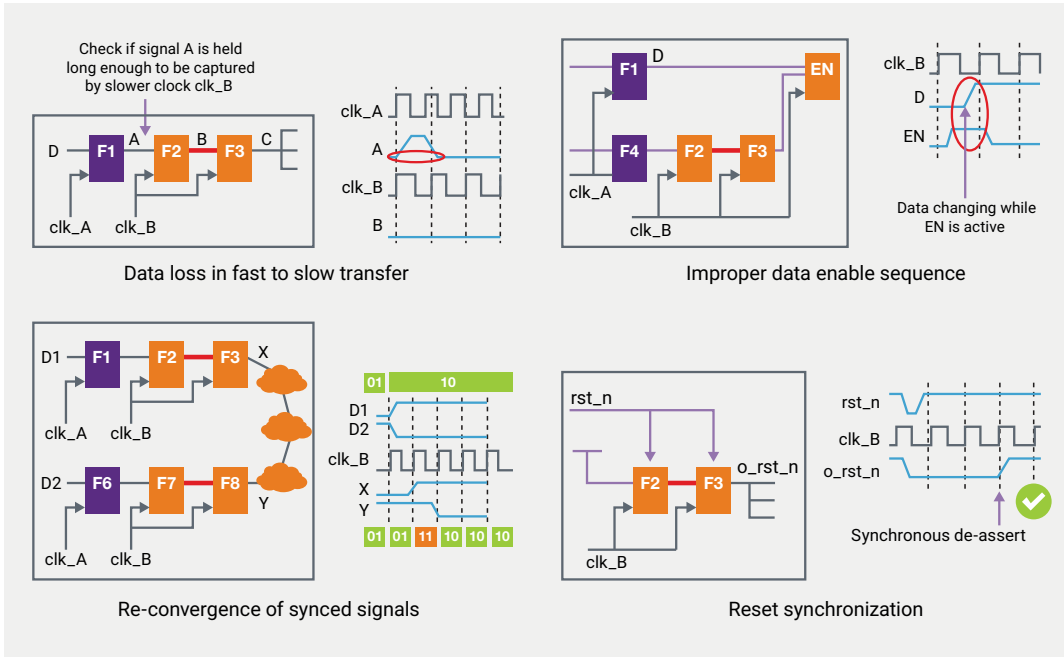 Check if signal A is held
long enough to be captured
by slower clock clk_B
D
F1
A
F2
B
F3
C
clk_A
clk_B
clk_A
A
clk_B
B
Data loss in fast to slow transfer
F1
D
EN
F4
F2
F3
clk_A
clk_B
clk_B
D
EN
Data changing while
EN is active
Improper data enable sequence
D1
F1
F2
F3
X
clk_A
clk_B
D2
F6
F7
F8
Y
clk_A
clk_B
01 10
D1
D2
clk_B
X
Y
01 01 11 10 10 10
Re-convergence of synced signals
rst_n
F2
F3
o_rst_n
clk_B
rst_n
clk_B
o_rst_n
Synchronous de-assert
Reset synchronization